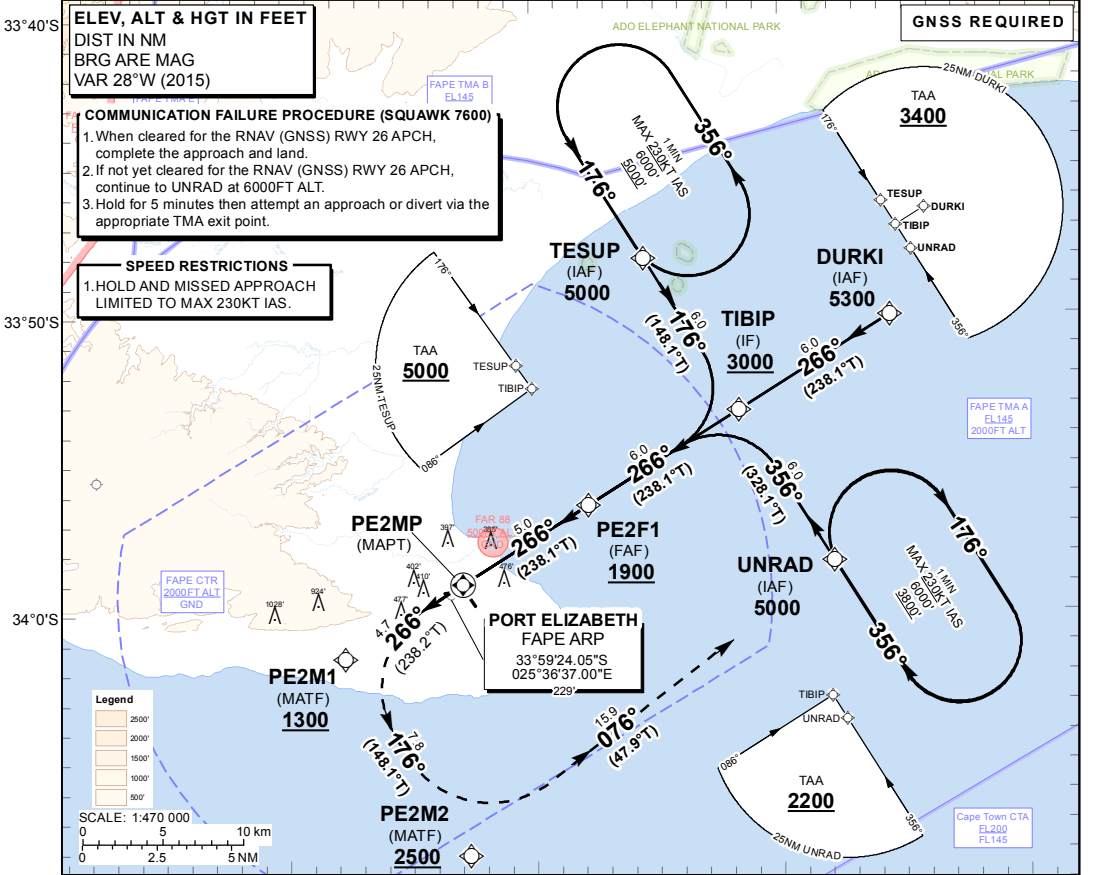 33°40'S
33°50'S
34°0'S
ELEV, ALT & HGT IN FEET
DIST IN NM
BRG ARE MAG
VAR 28°W (2015)
COMMUNICATION FAILURE PROCEDURE (SQUAWK 7600)
1. When cleared for the RNAV (GNSS) RWY 26 APCH,
complete the approach and land.
2. If not yet cleared for the RNAV (GNSS) RWY 26 APCH,
continue to UNRAD at 6000FT ALT.
3. Hold for 5 minutes then attempt an approach or divert via the
appropriate TMA exit point.
SPEED RESTRICTIONS
1. HOLD AND MISSED APPROACH
LIMITED TO MAX 230KT IAS.
GNSS REQUIRED
ADO ELEPHANT NATIONAL PARK
NATIONAL PARK
FAPE TMA B
FL145
25NM DURKI
TAA
3400
176°
356°
TESUP
DURKI
TIBIP
UNRAD
356°
176°
1 MIN
MAX 230KT IAS
6000'
5000'
TESUP
(IAF)
5000
6.0
176°
(148.1°T)
DURKI
(IAF)
5300
6.0
266°
(238.1°T)
TIBIP
(IF)
3000
TAA
5000
176°
086°
25NM TESUP
TESUP
TIBIP
FAPE TMA A
FL145
2000FT ALT
6.0
266°
(238.1°T)
6.0
356°
(328.1°T)
PE2F1
(FAF)
1900
5.0
266°
(238.1°T)
PE2MP
(MAPT)
FAR 88
397'
476'
402'
410'
477'
924'
1028'
FAPE CTR
2000FT ALT
GND
UNRAD
(IAF)
5000
176°
356°
1 MIN
MAX 230KT IAS
6000'
3800'
PORT ELIZABETH
FAPE ARP
33°59'24.05"S
025°36'37.00"E
229'
4.7
266°
(238.2°T)
PE2M1
(MATF)
1300
7.8
176°
(148.1°T)
15.9
076°
(47.9°T)
PE2M2
(MATF)
2500
TIBIP
UNRAD
086°
356°
TAA
2200
25NM UNRAD
Cape Town CTA
FL200
FL145
Legend
2500'
2000'
1500'
1000'
500'
SCALE: 1:470 000
0 5 10 km
0 2.5 5 NM